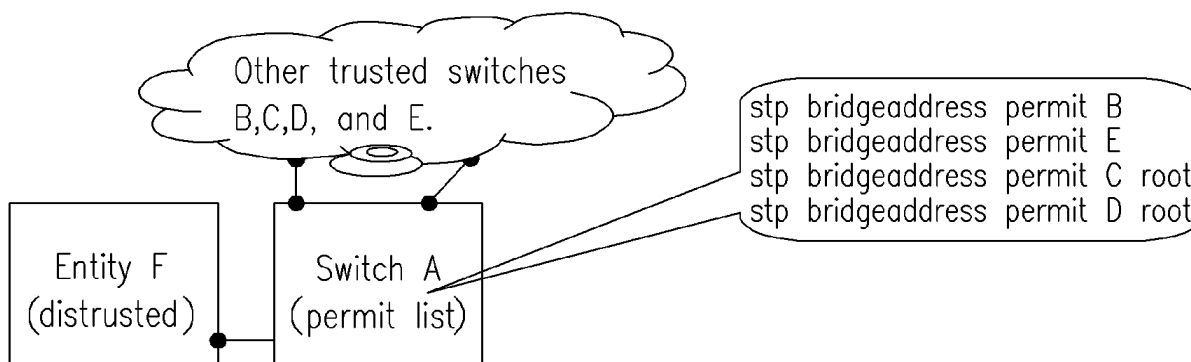 Other trusted switches
B,C,D, and E.
stp bridgeaddress permit B
stp bridgeaddress permit E
stp bridgeaddress permit C root
stp bridgeaddress permit D root
Entity F
(distrusted)
Switch A
(permit list)